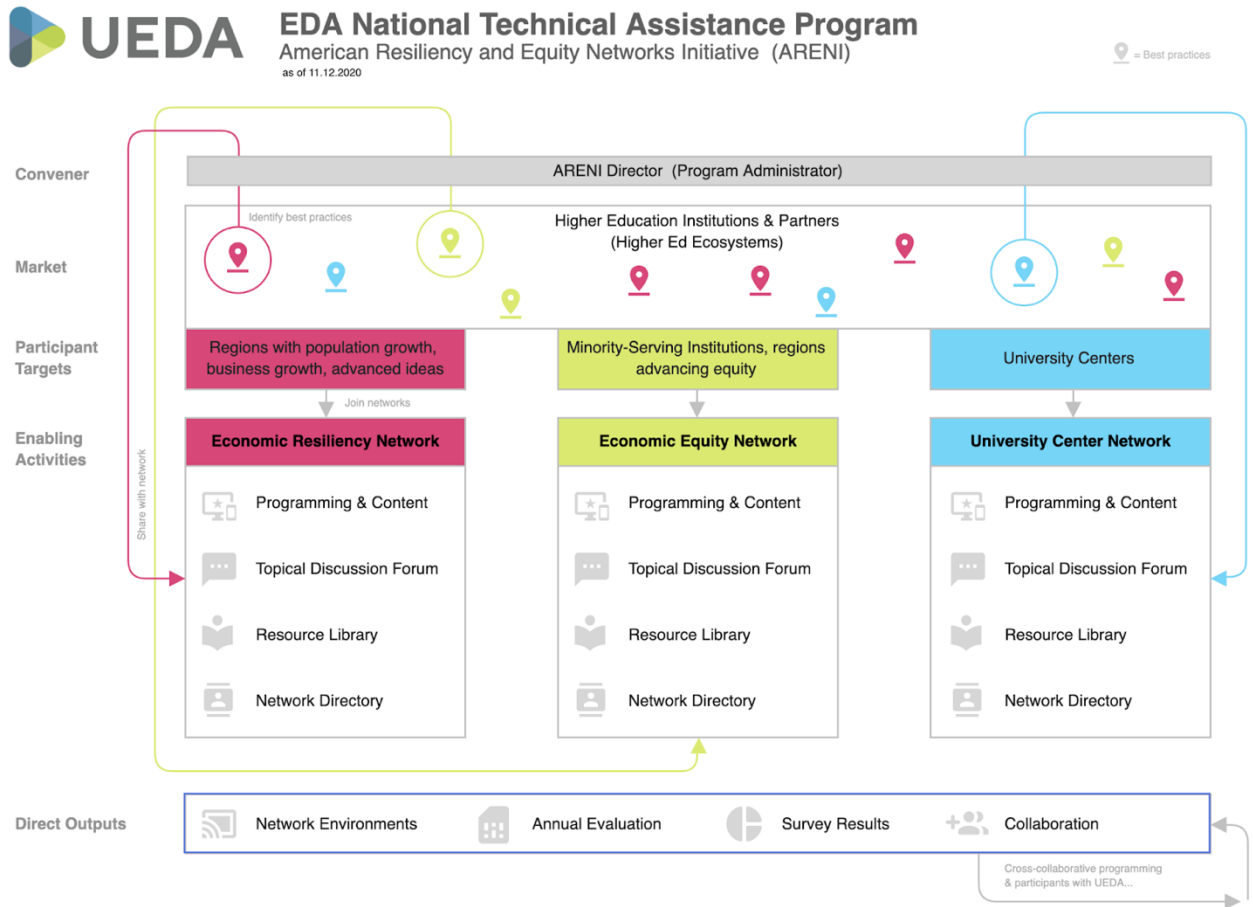 UEDA
EDA National Technical Assistance Program
American Resiliency and Equity Networks Initiative (ARENI)
as of 11.12.2020
= Best practices
Convener
ARENI Director (Program Administrator)
Market
Identify best practices
Higher Education Institutions & Partners
(Higher Ed Ecosystems)
Participant
Targets
Regions with population growth,
business growth, advanced ideas
Minority-Serving Institutions, regions
advancing equity
University Centers
Join networks
Enabling
Activities
Share with network
Economic Resiliency Network
Programming & Content
Topical Discussion Forum
Resource Library
Network Directory
Economic Equity Network
Programming & Content
Topical Discussion Forum
Resource Library
Network Directory
University Center Network
Programming & Content
Topical Discussion Forum
Resource Library
Network Directory
Direct Outputs
Network Environments
Annual Evaluation
Survey Results
Collaboration
Cross-collaborative programming
& participants with UEDA...